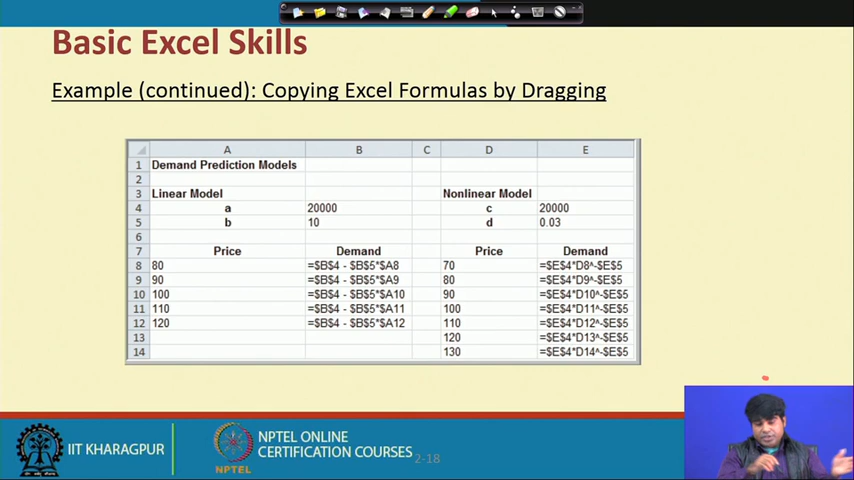 Basic Excel Skills
Example (continued): Copying Excel Formulas by Dragging
A B C D E
1 Demand Prediction Models
2
3 Linear Model Nonlinear Model
4 a 20000 c 20000
5 b 10 d 0.03
6
7 Price Demand Price Demand
8 80 =$B$4 - $B$5*$A8 70 =$E$4*D8^-$E$5
9 90 =$B$4 - $B$5*$A9 80 =$E$4*D9^-$E$5
10 100 =$B$4 - $B$5*$A10 90 =$E$4*D10^-$E$5
11 110 =$B$4 - $B$5*$A11 100 =$E$4*D11^-$E$5
12 120 =$B$4 - $B$5*$A12 110 =$E$4*D12^-$E$5
13 120 =$E$4*D13^-$E$5
14 130 =$E$4*D14^-$E$5
IIT KHARAGPUR
NPTEL
NPTEL ONLINE
CERTIFICATION COURSES
2-18